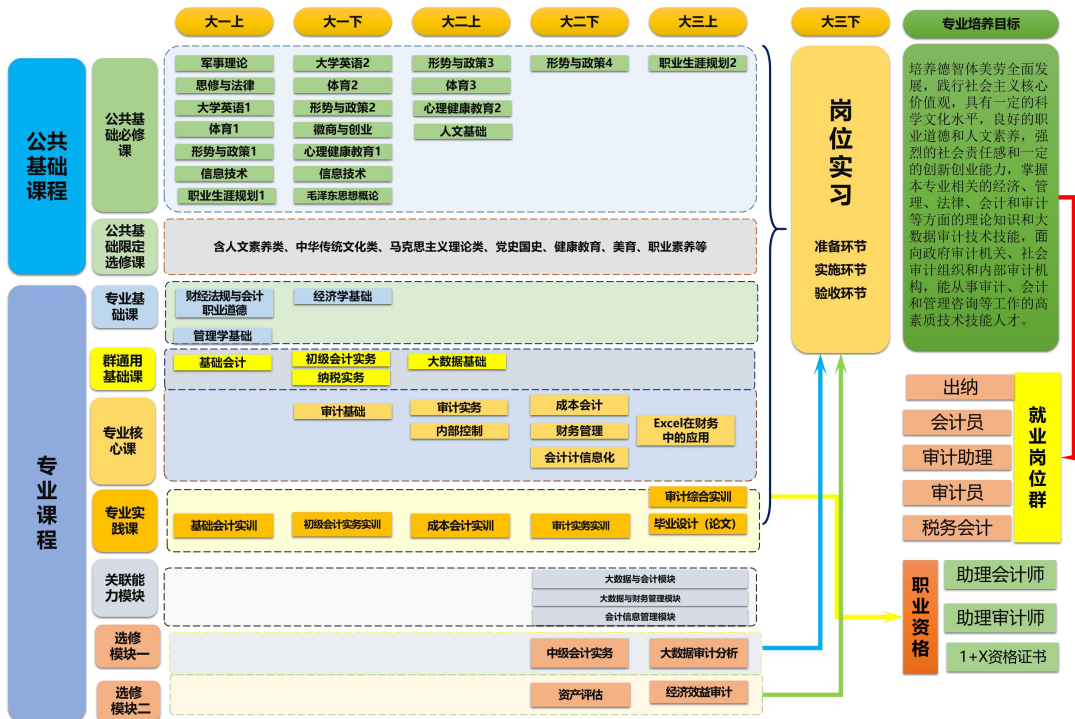 大一上
大一下
大二上
大二下
大三上
大三下
专业培养目标
公共
基础
课程
公共基
础必修
课
军事理论
思修与法律
大学英语1
体育1
形势与政策1
信息技术
职业生涯规划1
大学英语2
体育2
形势与政策2
徽商与创业
心理健康教育1
信息技术
毛泽东思想概论
形势与政策3
体育3
心理健康教育2
人文基础
形势与政策4
职业生涯规划2
公共基
础限定
选修课
含人文素养类、中华传统文化类、马克思主义理论类、党史国史、健康教育、美育、职业素养等
专业课程
专业基
础课
财经法规与会计
职业道德
管理学基础
经济学基础
群通用
基础课
基础会计
初级会计实务
纳税实务
大数据基础
专业核
心课
审计基础
审计实务
内部控制
成本会计
财务管理
会计计信息化
Excel在财务
中的应用
专业实
践课
基础会计实训
初级会计实务实训
成本会计实训
审计实务实训
审计综合实训
毕业设计（论文）
关联能
力模块
大数据与会计模块
大数据与财务管理模块
会计信息管理模块
选修
模块一
中级会计实务
大数据审计分析
选修
模块二
资产评估
经济效益审计
岗位实习
准备环节
实施环节
验收环节
培养德智体美劳全面发
展，践行社会主义核心
价值观，具有一定的科
学文化水平，良好的职
业道德和人文素养，强
烈的社会责任感和一定
的创新创业能力，掌握
本专业相关的经济、管
理、法律、会计和审计
等方面的理论知识和大
数据审计技术技能，面
向政府审计机关、社会
审计组织和内部审计机
构，能从事审计、会计
和管理咨询等工作的高
素质技术技能人才。
出纳
会计员
审计助理
审计员
税务会计
就业岗位群
职业资格
助理会计师
助理审计师
1+X资格证书